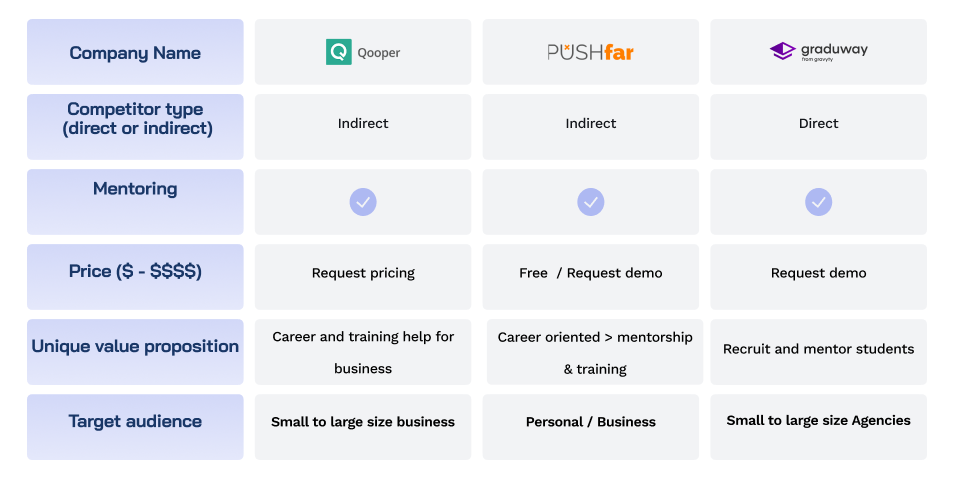 Company Name
Qooper
PUSHfar
graduway
from gravyty
Competitor type
(direct or indirect)
Indirect
Indirect
Direct
Mentoring
Price ($ - $$$$)
Request pricing
Free / Request demo
Request demo
Unique value proposition
Career and training help for
business
Career oriented > mentorship
& training
Recruit and mentor students
Target audience
Small to large size business
Personal / Business
Small to large size Agencies